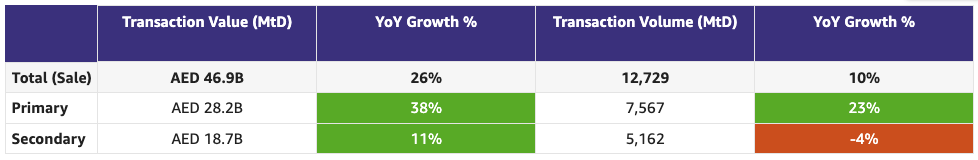 Transaction Value (MtD) YoY Growth % Transaction Volume (MtD) YoY Growth %
Total (Sale) AED 46.9B 26% 12,729 10%
Primary AED 28.2B 38% 7,567 23%
Secondary AED 18.7B 11% 5,162 -4%